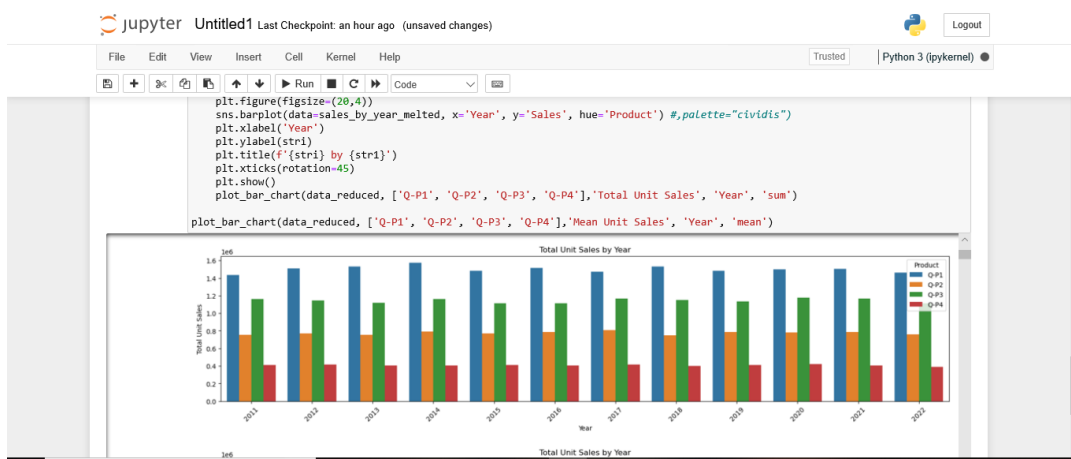 jupyter Untitled1 Last Checkpoint: an hour ago (unsaved changes) Logout
File Edit View Insert Cell Kernel Help Trusted Python 3 (ipykernel)
Run Code
plt.figure(figsize=(20,4))
sns.barplot(data=sales_by_year_melted, x='Year', y='Sales', hue='Product') #,palette="cividis")
plt.xlabel('Year')
plt.ylabel(stri)
plt.title(f'{stri} by {str1}')
plt.xticks(rotation=45)
plt.show()
plot_bar_chart(data_reduced, ['Q-P1', 'Q-P2', 'Q-P3', 'Q-P4'],'Total Unit Sales', 'Year', 'sum')
plot_bar_chart(data_reduced, ['Q-P1', 'Q-P2', 'Q-P3', 'Q-P4'],'Mean Unit Sales', 'Year', 'mean')
Total Unit Sales by Year
1e6
Product
Q-P1
Q-P2
Q-P3
Q-P4
1.6
1.4
1.2
1.0
0.8
0.6
0.4
0.2
0.0
Total Unit Sales
2011 2012 2013 2014 2015 2016 2017 2018 2019 2020 2021 2022
Year
1e6 Total Unit Sales by Year